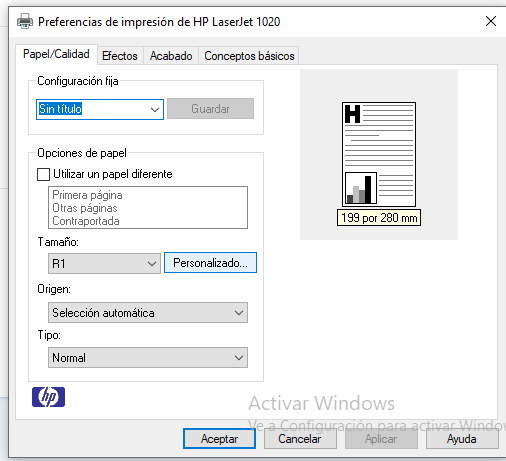 Preferencias de impresión de HP LaserJet 1020
Papel/Calidad Efectos Acabado Conceptos básicos
Configuración fija
Sin título Guardar
Opciones de papel
Utilizar un papel diferente
Primera página
Otras páginas
Contraportada
Tamaño:
R1 Personalizado...
Origen:
Selección automática
Tipo:
Normal
H
199 por 280 mm
hp
Activar Windows
Ve a Configuración para activar Window
Aceptar Cancelar Aplicar Ayuda